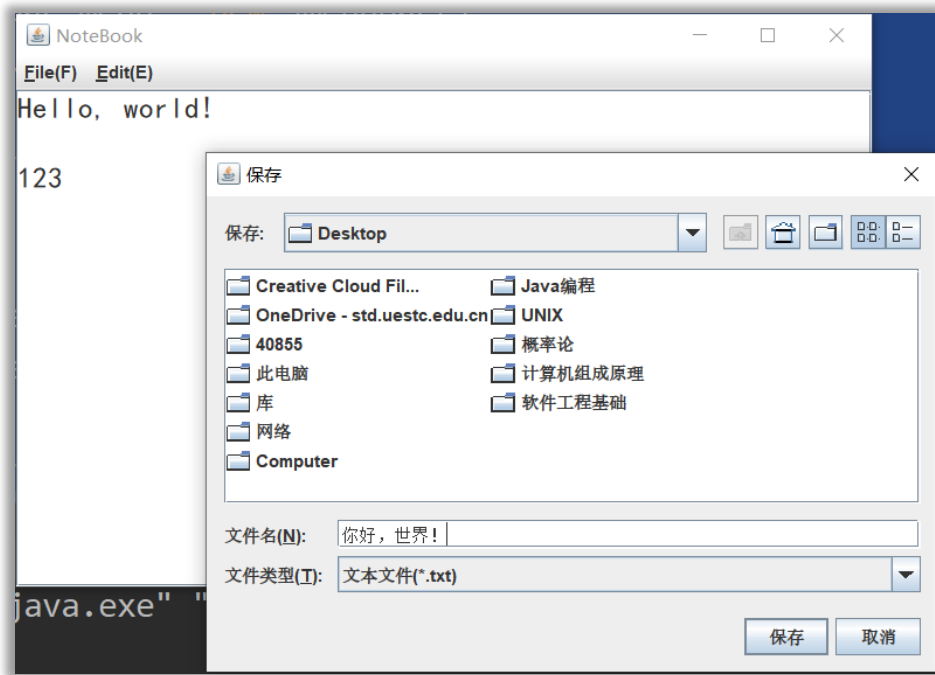 NoteBook
File(F) Edit(E)
Hello, world!
123
保存
保存: Desktop
Creative Cloud Fil... Java编程
OneDrive - std.uestc.edu.cn UNIX
40855 概率论
此电脑 计算机组成原理
库 软件工程基础
网络
Computer
文件名(N): 你好，世界!
文件类型(T): 文本文件(*.txt)
java.exe" "
保存 取消